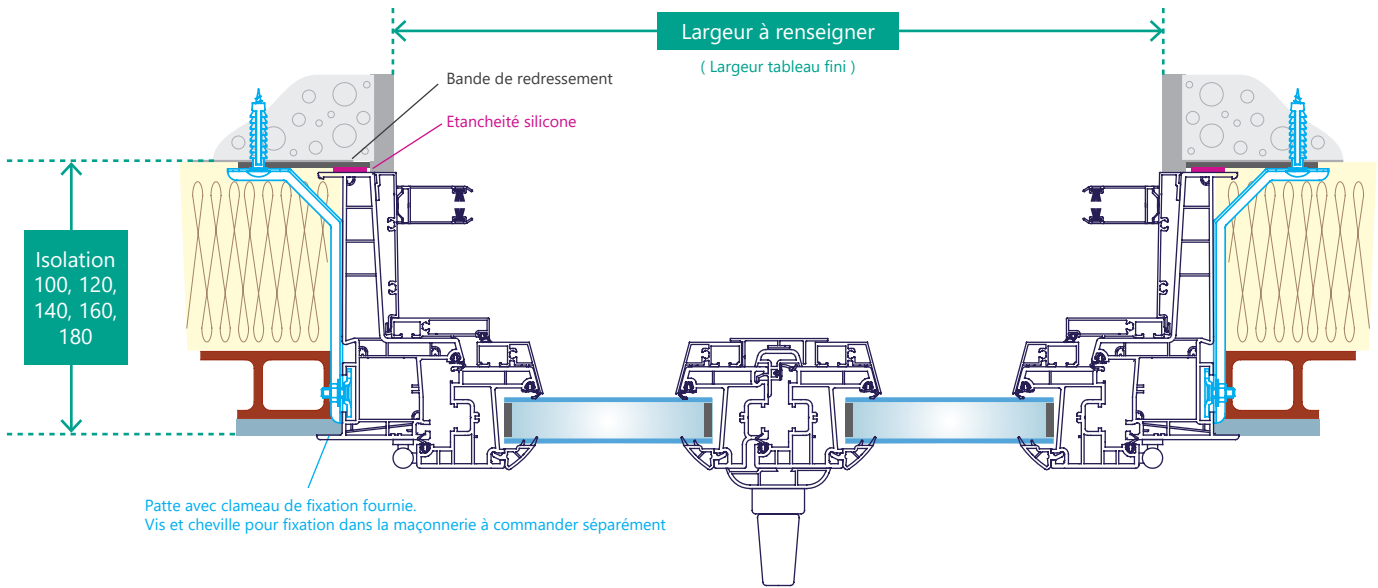 Largeur à renseigner
( Largeur tableau fini )
Bande de redressement
Etancheité silicone
Isolation
100, 120,
140, 160,
180
Patte avec clameau de fixation fournie.
Vis et cheville pour fixation dans la maçonnerie à commander séparément